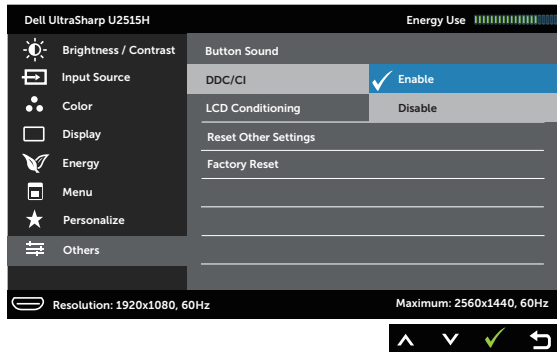 Dell UltraSharp U2515H
Energy Use
Brightness / Contrast
Button Sound
Input Source
DDC/CI
Enable
Color
LCD Conditioning
Disable
Display
Reset Other Settings
Energy
Factory Reset
Menu
Personalize
Others
Resolution: 1920x1080, 60Hz
Maximum: 2560x1440, 60Hz